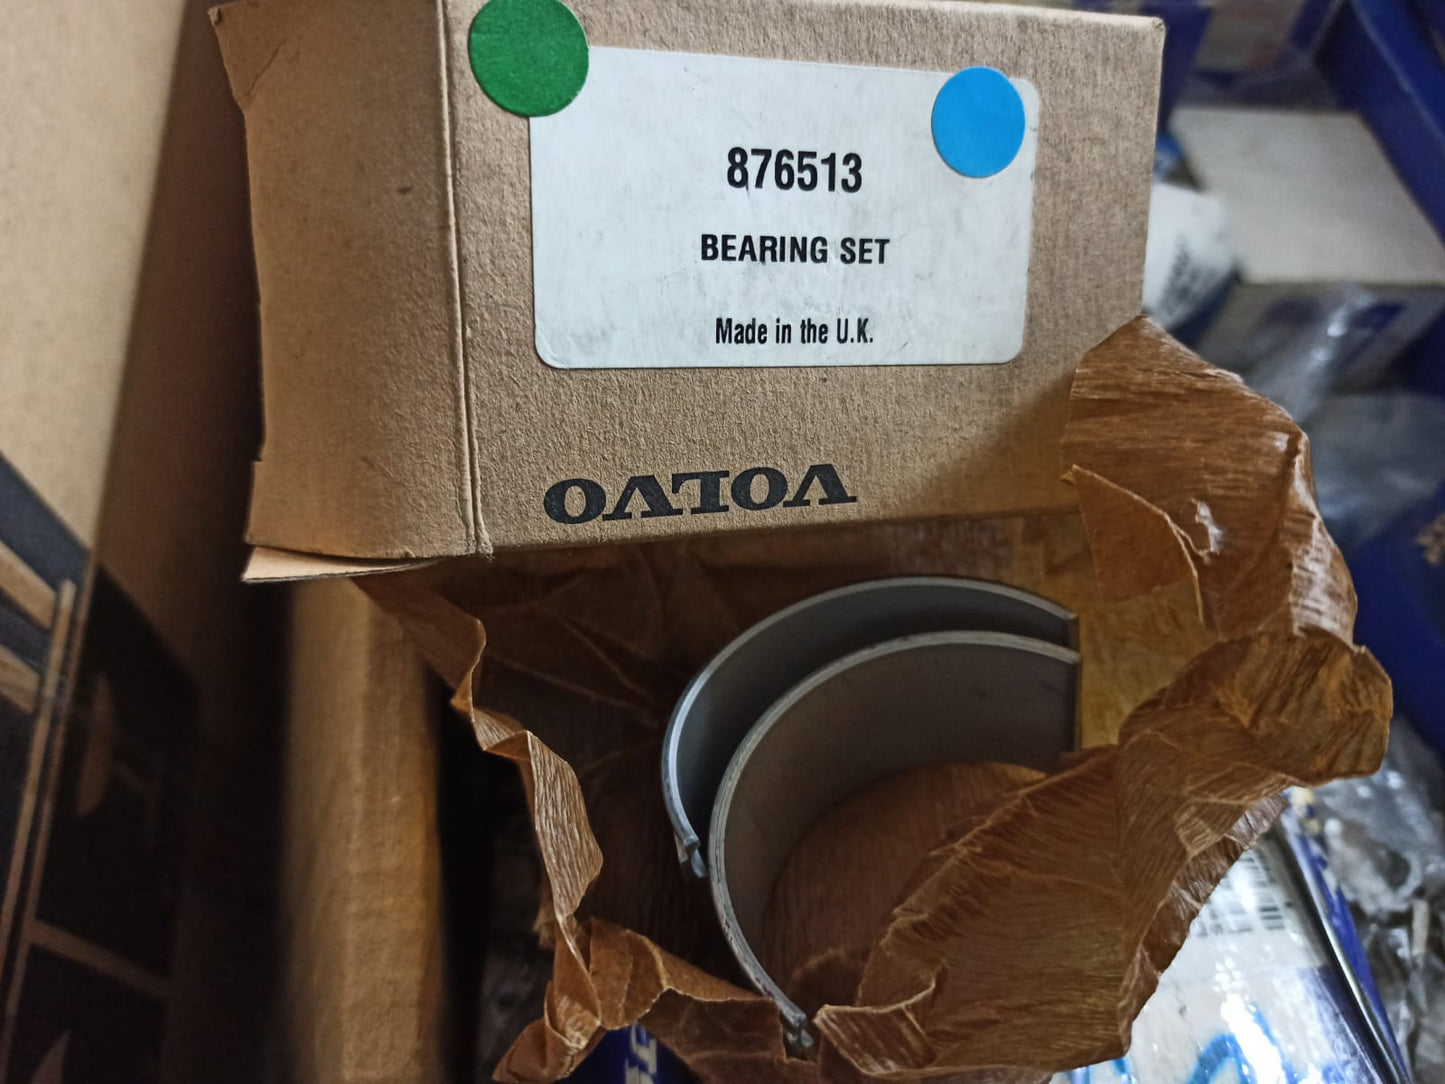 876513
BEARING SET
Made in the U.K.
VOLVO